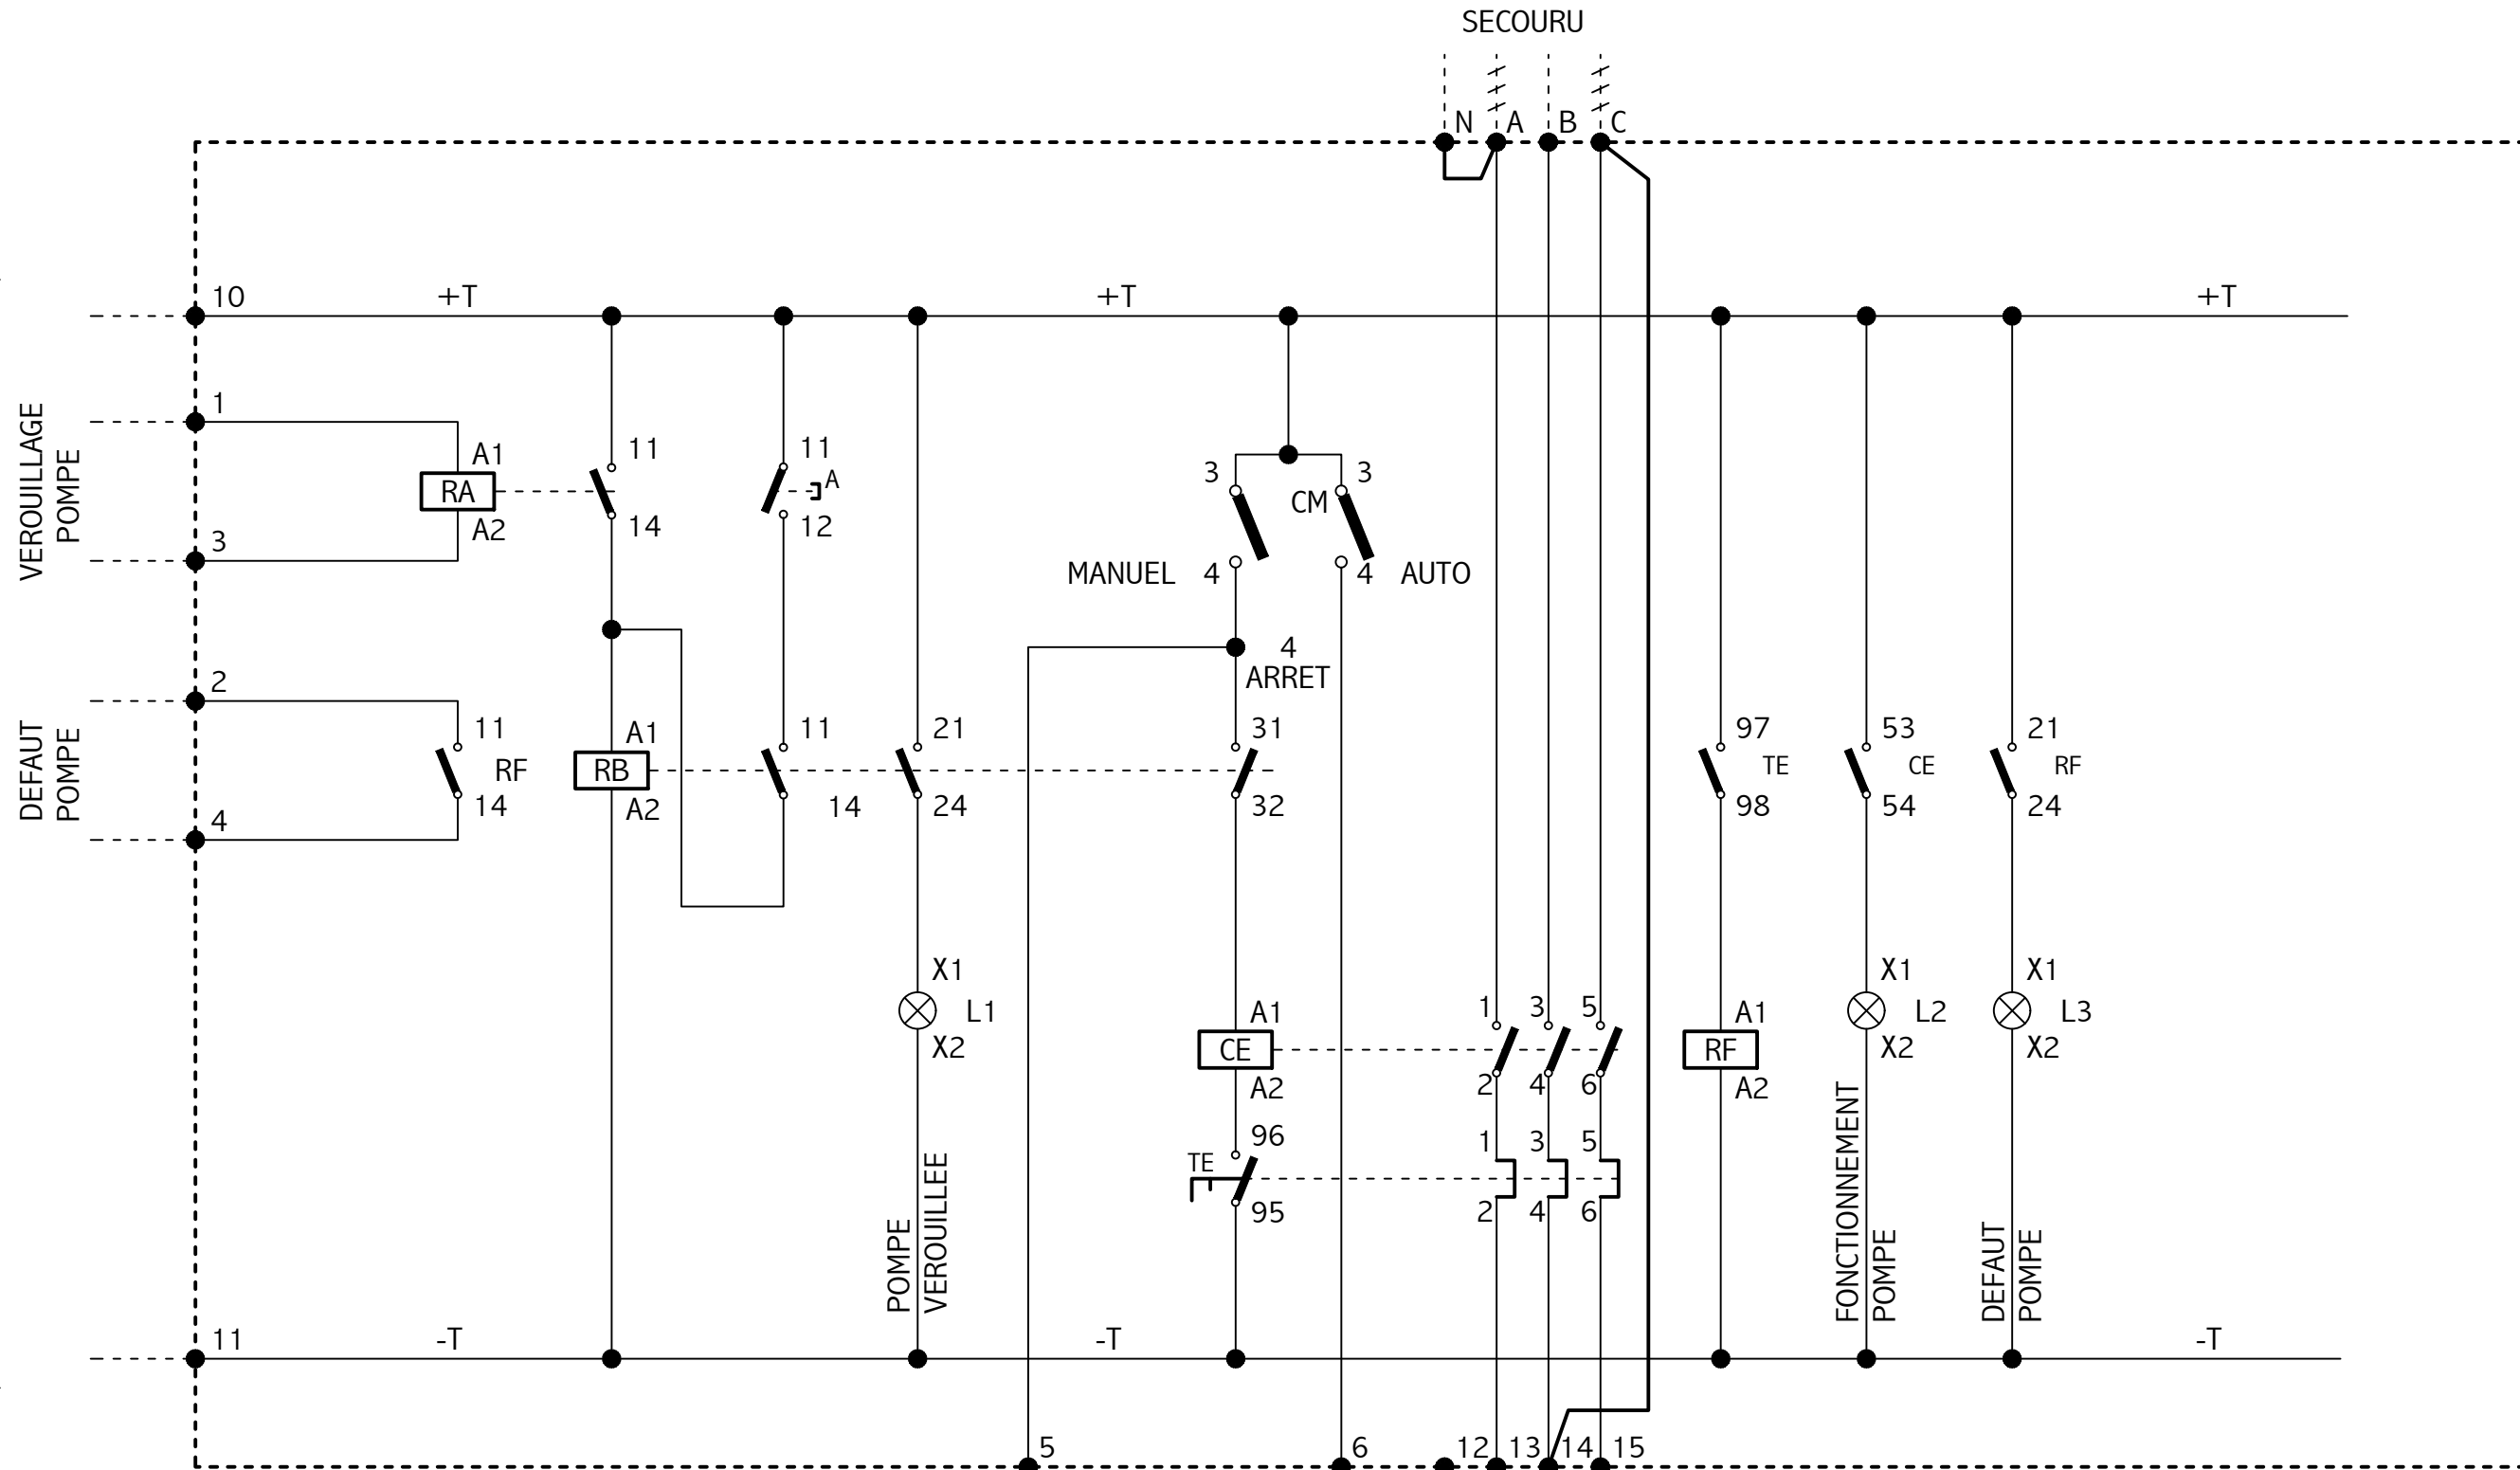 SECOURU
N A B C
10 +T +T +T
1
VEROUILLAGE
POMPE
A1
RA
A2
3
11
14
11
A
12
3 3
CM
MANUEL 4 4 AUTO
4
ARRET
2
DEFAUT
POMPE
11
RF
14
4
A1
RB
A2
11
14
21
24
31
32
97
TE
98
53
CE
54
21
RF
24
X1
L1
X2
A1
CE
A2
1 3 5
2 4 6
A1
RF
A2
X1
L2
X2
X1
L3
X2
96
TE
95
1 3 5
2 4 6
POMPE
VEROUILLEE
FONCTIONNEMENT
POMPE
DEFAUT
POMPE
11 -T -T -T
5 6 12 13 14 15